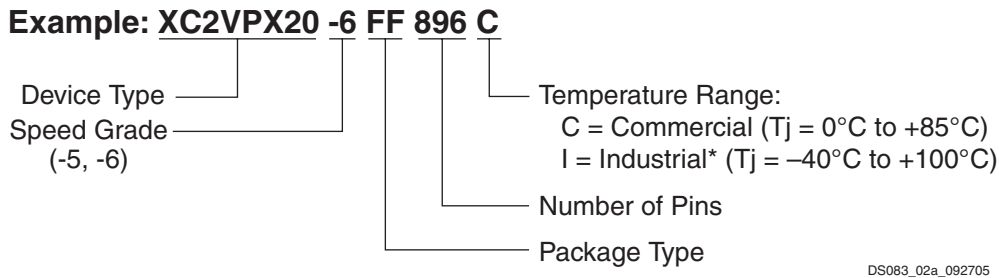 Example: XC2VPX20 -6 FF 896 C
Device Type
Speed Grade
(-5, -6)
Temperature Range:
C = Commercial (Tj = 0°C to +85°C)
I = Industrial* (Tj = –40°C to +100°C)
Number of Pins
Package Type
DS083_02a_092705